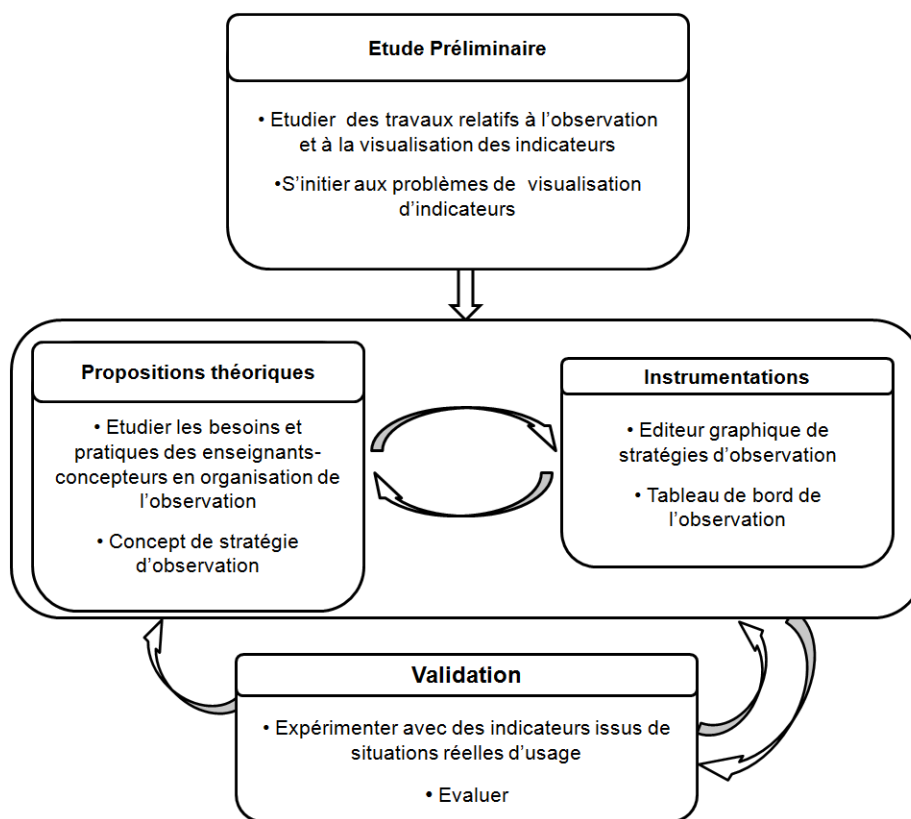 Etude Préliminaire
• Etudier des travaux relatifs à l’observation
et à la visualisation des indicateurs
•S’initier aux problèmes de visualisation
d’indicateurs
Propositions théoriques
• Etudier les besoins et
pratiques des enseignants-
concepteurs en organisation de
l’observation
• Concept de stratégie
d’observation
Instrumentations
• Editeur graphique de
stratégies d’observation
• Tableau de bord de
l’observation
Validation
• Expérimenter avec des indicateurs issus de
situations réelles d’usage
• Evaluer